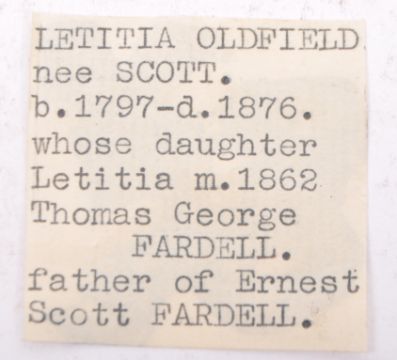 LETITIA OLDFIELD
nee SCOTT.
b.1797-d.1876.
whose daughter
Letitia m.1862
Thomas George
FARDELL.
father of Ernest
Scott FARDELL.